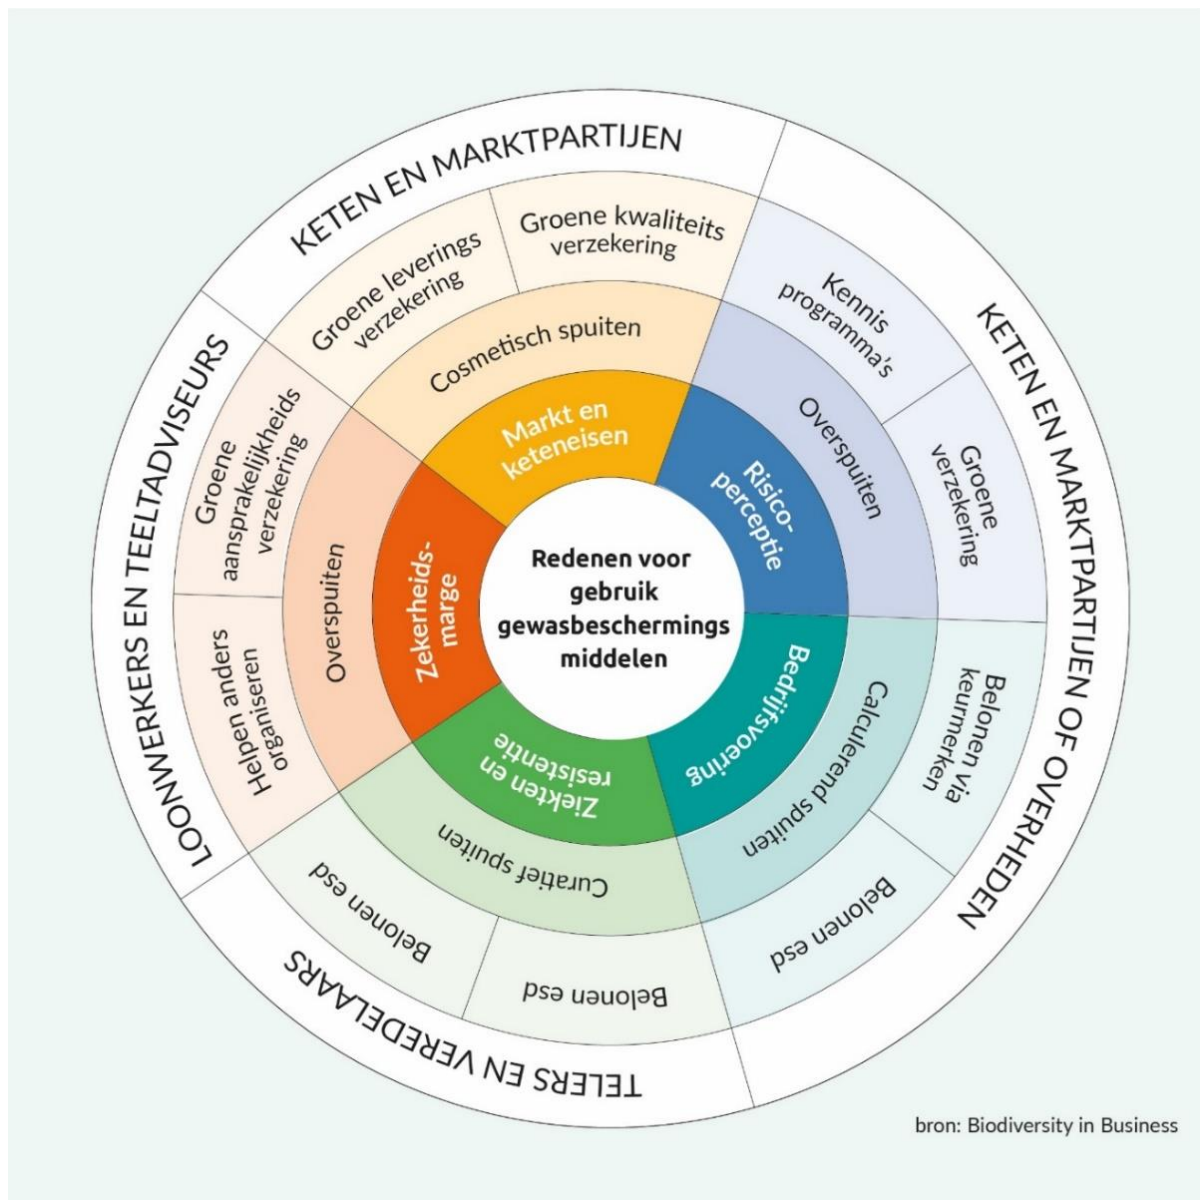 Redenen voor
gebruik
gewasbeschermings
middelen
Markt en
keteneisen
Risico-
perceptie
Bedrijfsvoering
Ziekten en
resistentie
Zekerheids-
marge
Cosmetisch spuiten
Overspuiten
Calculerend spuiten
Curatief spuiten
Overspuiten
Groene leverings
verzekering
Groene kwaliteits
verzekering
Kennis
programma's
Groene
verzekering
Belonen via
keurmerken
Belonen esd
Belonen esd
Belonen esd
Helpen anders
organiseren
Groene
aansprakelijkheids
verzekering
KETEN EN MARKTPARTIJEN
KETEN EN MARKTPARTIJEN OF OVERHEDEN
TELERS EN VEREDELAARS
LOONWERKERS EN TEELTADVISEURS
bron: Biodiversity in Business